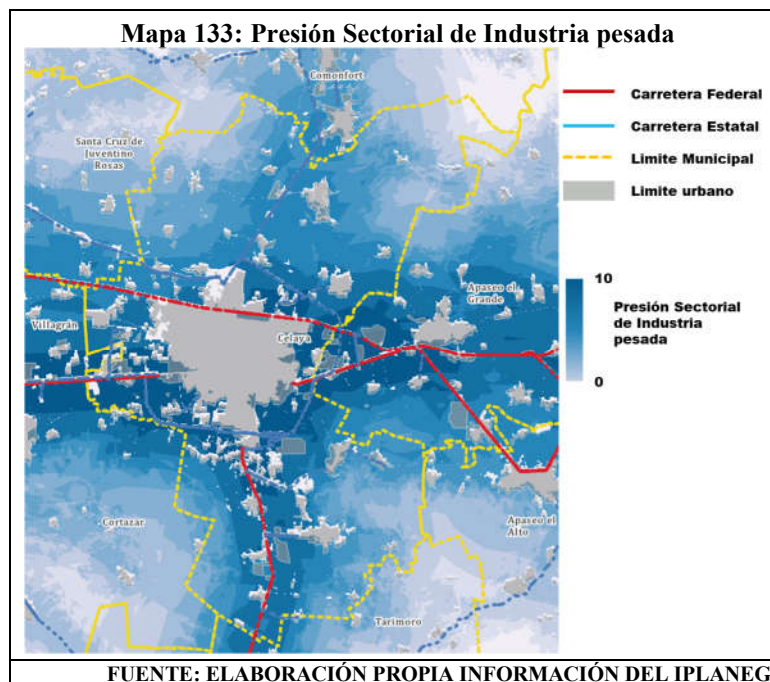 Mapa 133: Presión Sectorial de Industria pesada
Comonfort
Santa Cruz de
Juventino
Rosas
Apaseo el
Grande
Villagrán
Celaya
Cortazar
Apaseo el
Alto
Tarimoro
Carretera Federal
Carretera Estatal
Limite Municipal
Limite urbano
10
Presión Sectorial
de Industria
pesada
0
FUENTE: ELABORACIÓN PROPIA INFORMACIÓN DEL IPLANEG